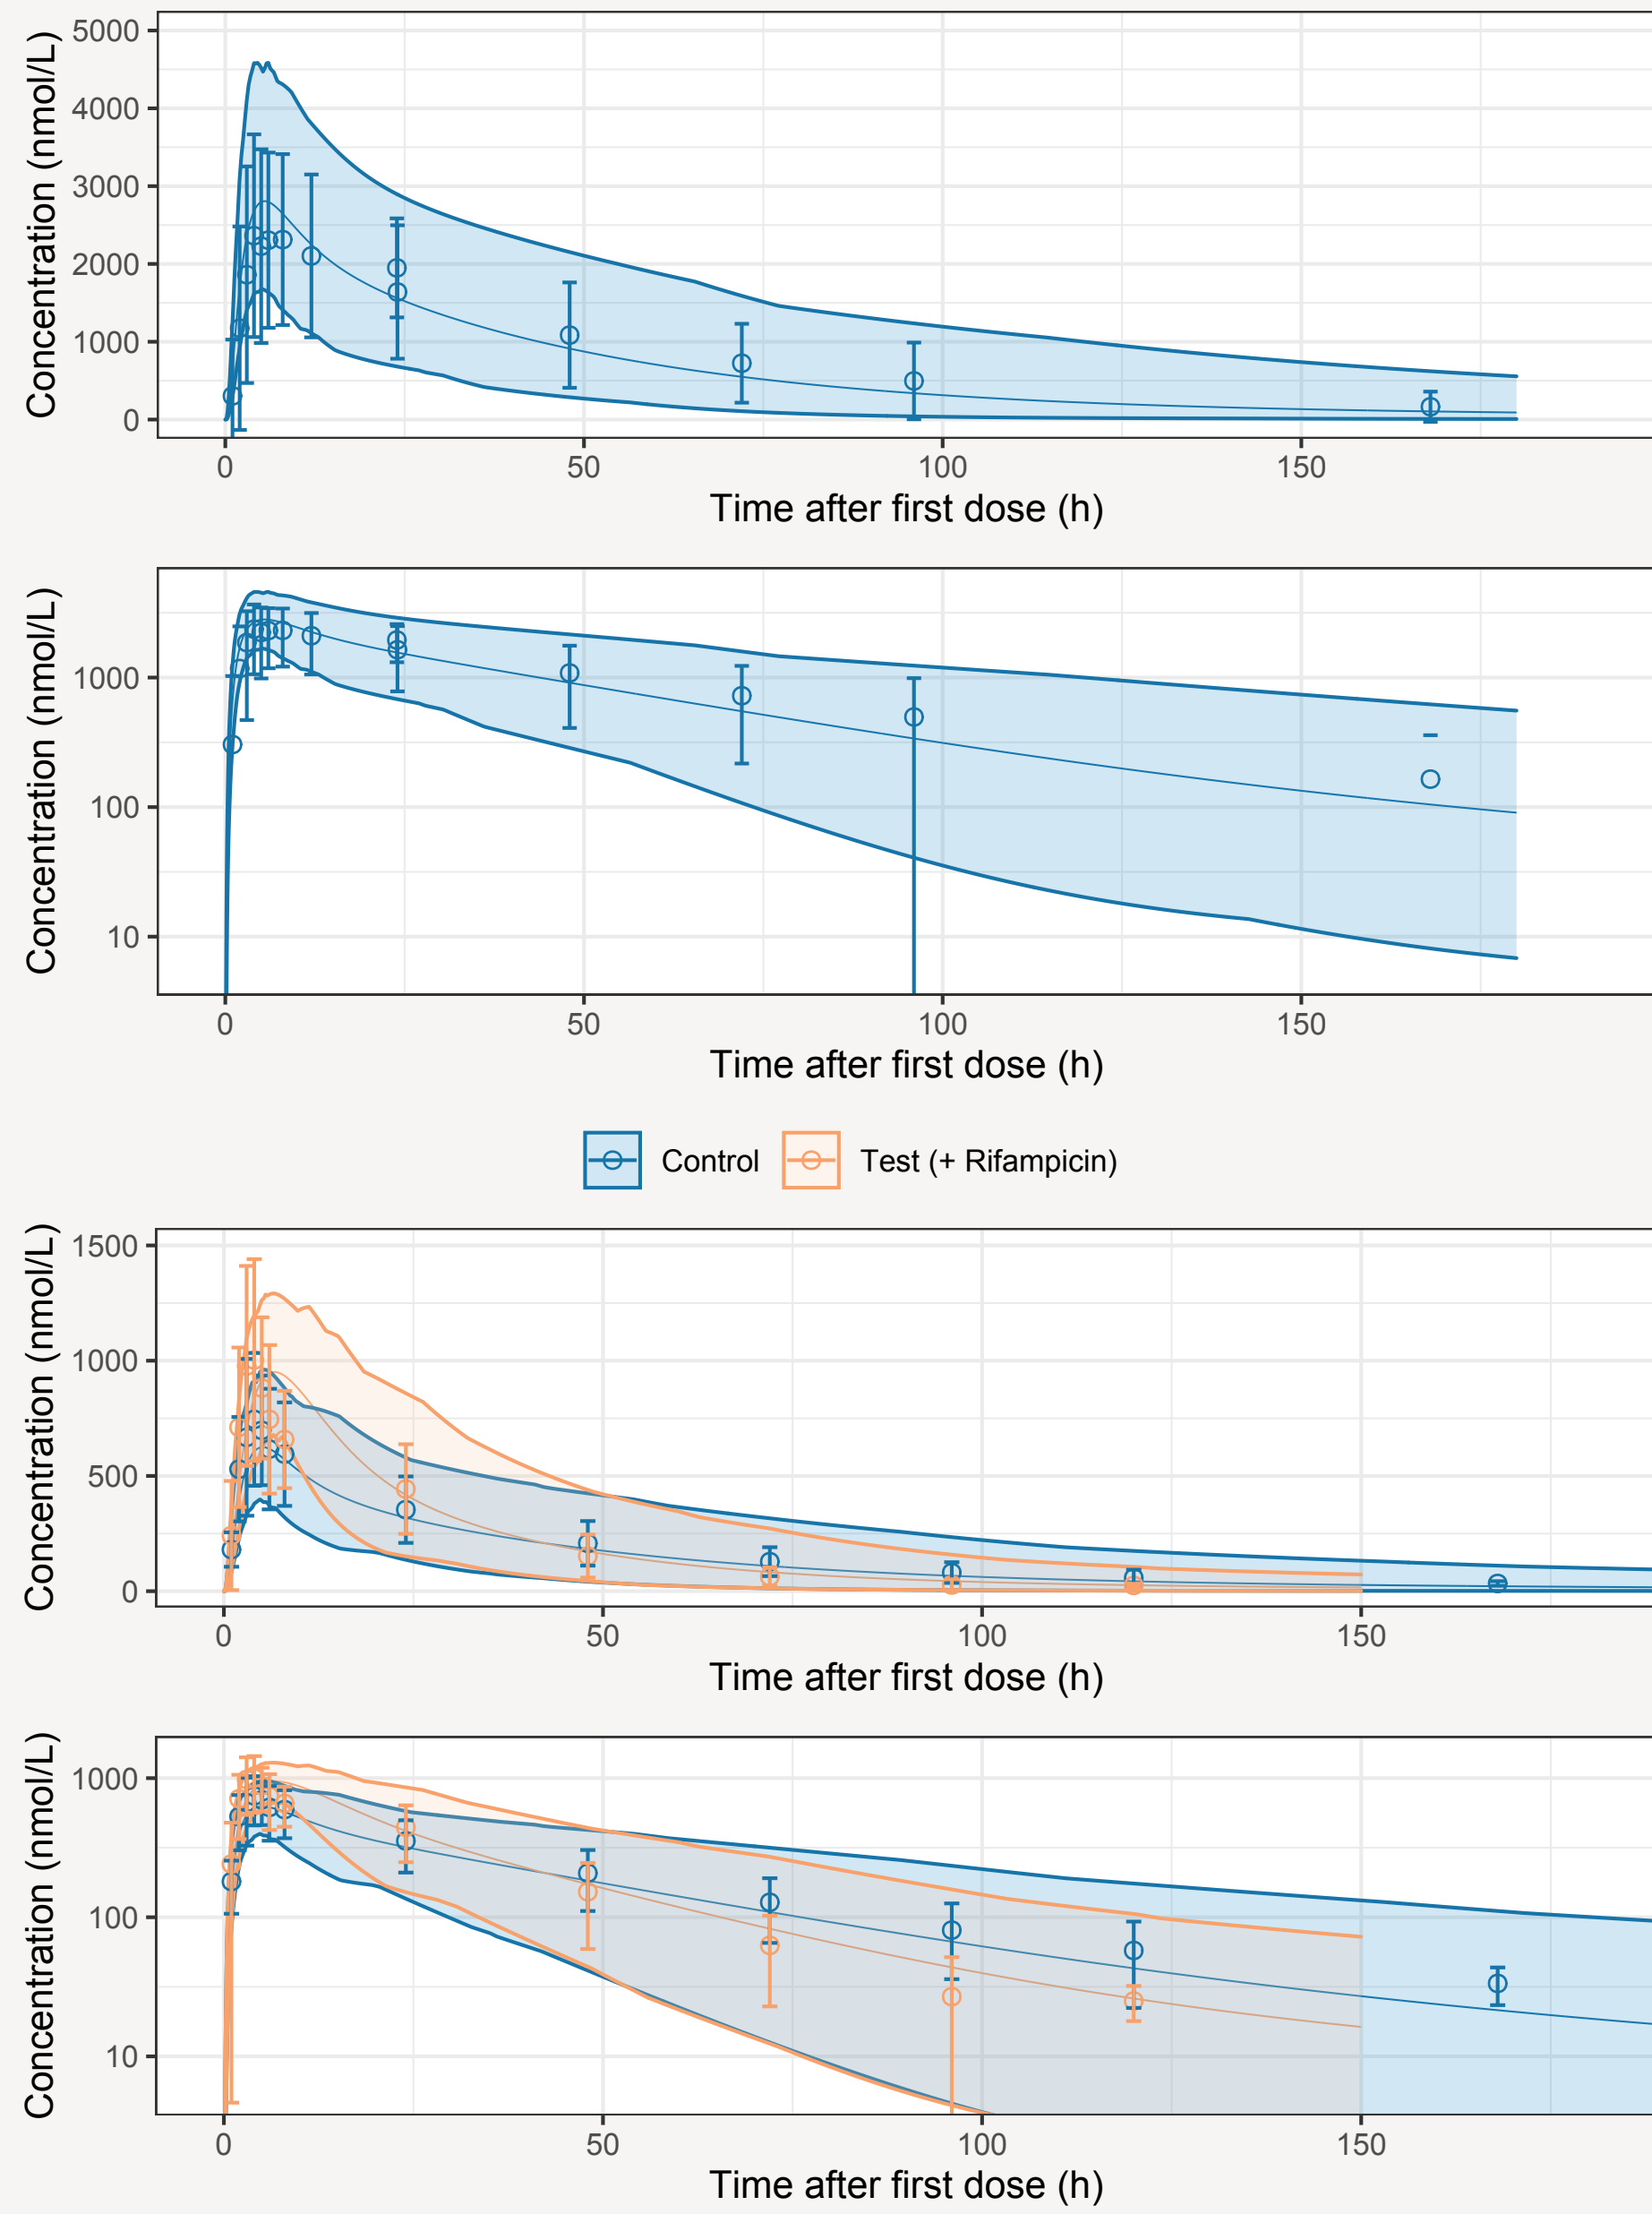 Concentration (nmol/L)
5000
4000
3000
2000
1000
0
0 50 100 150
Time after first dose (h)
Concentration (nmol/L)
1000
100
10
0 50 100 150
Time after first dose (h)
Control Test (+ Rifampicin)
Concentration (nmol/L)
1500
1000
500
0
0 50 100 150
Time after first dose (h)
Concentration (nmol/L)
1000
100
10
0 50 100 150
Time after first dose (h)